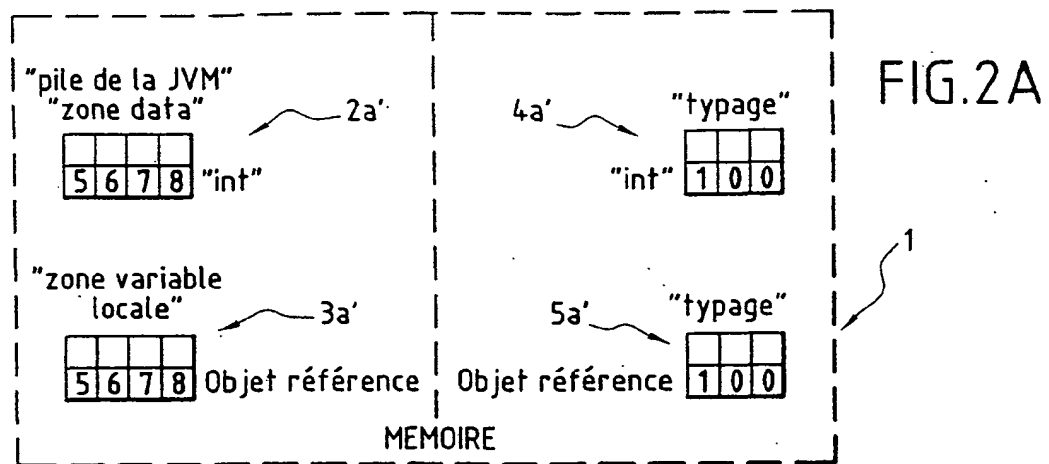 FIG.2A
"pile de la JVM"
"zone data"
2a'
5 6 7 8 "int"
4a'
"typage"
"int" 1 0 0
1
"zone variable
locale"
3a'
5 6 7 8 Objet référence
5a'
"typage"
Objet référence 1 0 0
MEMOIRE